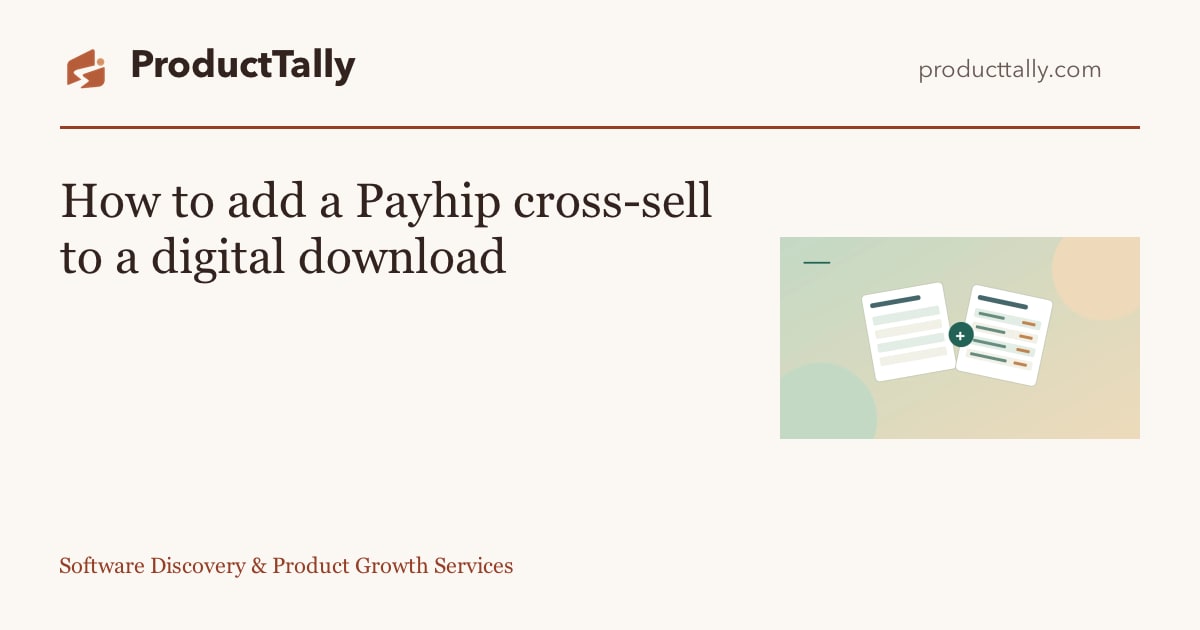 ProductTally
producttally.com
How to add a Payhip cross-sell
to a digital download
Software Discovery & Product Growth Services